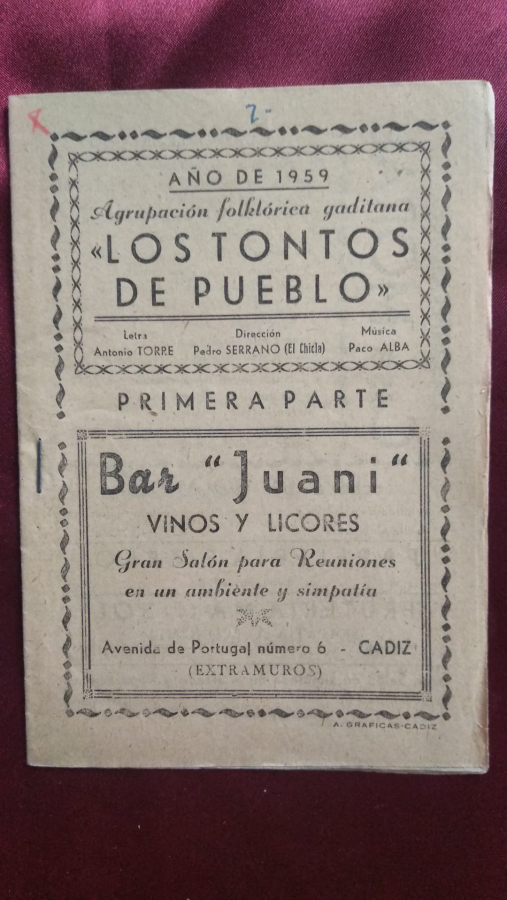 X
2-
AÑO DE 1959
Agrupación folklórica gaditana
«LOS TONTOS
DE PUEBLO»
Letra Dirección Música
Antonio TORRE Pedro SERRANO (El Chicla) Paco ALBA
PRIMERA PARTE
Bar "Juani"
VINOS Y LICORES
Gran Salón para Reuniones
en un ambiente y simpatía
Avenida de Portugal número 6 - CADIZ
(EXTRAMUROS)
A. GRAFICAS-CADIZ